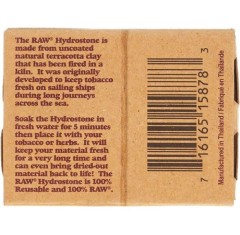 The RAW® Hydrostone is
made from uncoated
natural terracotta clay
that has been fired in a
kiln. It was originally
developed to keep tobacco
fresh on sailing ships
during long journeys
across the sea.
Soak the Hydrostone in
fresh water for 5 minutes
then place it with your
tobacco or herbs. It will
keep your material fresh
for a very long time and
can even bring dried-out
material back to life! The
RAW® Hydrostone is 100%
Reusable and 100% RAW®.
7 16165 15878 3
Manufactured in Thailand / Fabriqué en Thaïlande